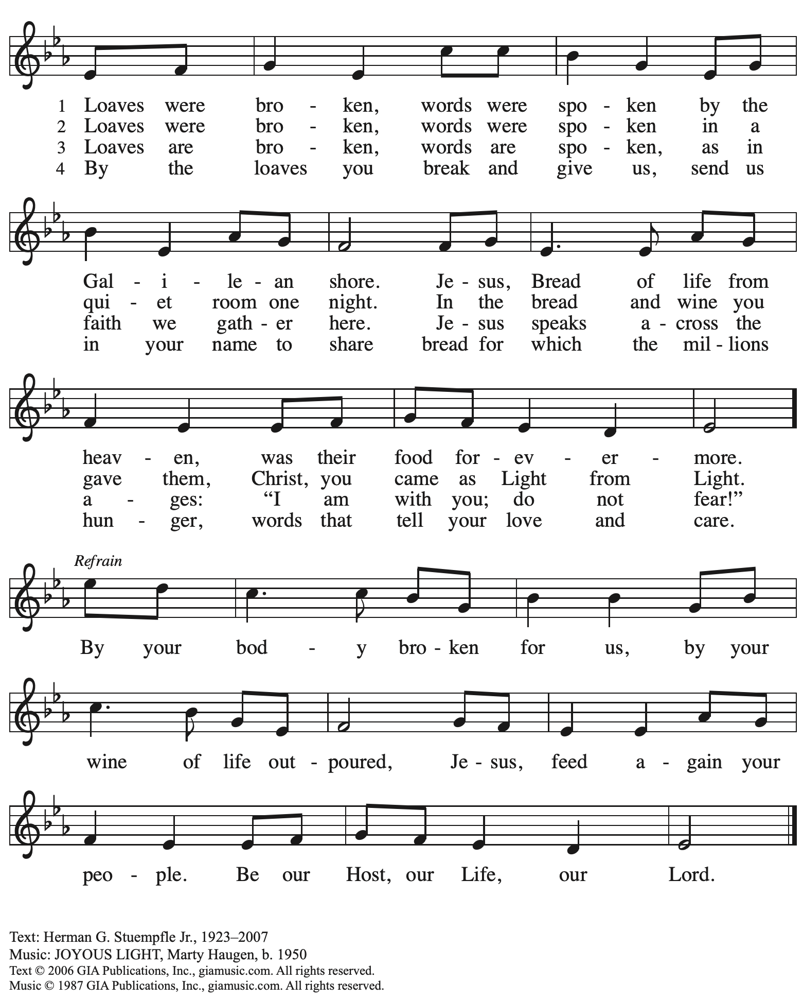 1 Loaves were bro - ken, words were spo - ken by the
2 Loaves were bro - ken, words were spo - ken in a
3 Loaves are bro - ken, words are spo - ken, as in
4 By the loaves you break and give us, send us
Gal - i - le - an shore. Je - sus, Bread of life from
qui - et room one night. In the bread and wine you
faith we gath - er here. Je - sus speaks a - cross the
in your name to share bread for which the mil - lions
heav - en, was their food for - ev - er - more.
gave them, Christ, you came as Light from Light.
a - ges: “I am with you; do not fear!”
hun - ger, words that tell your love and care.
Refrain
By your bod - y bro - ken for us, by your
wine of life out - poured, Je - sus, feed a - gain your
peo - ple. Be our Host, our Life, our Lord.
Text: Herman G. Stuempfle Jr., 1923–2007
Music: JOYOUS LIGHT, Marty Haugen, b. 1950
Text © 2006 GIA Publications, Inc., giamusic.com. All rights reserved.
Music © 1987 GIA Publications, Inc., giamusic.com. All rights reserved.